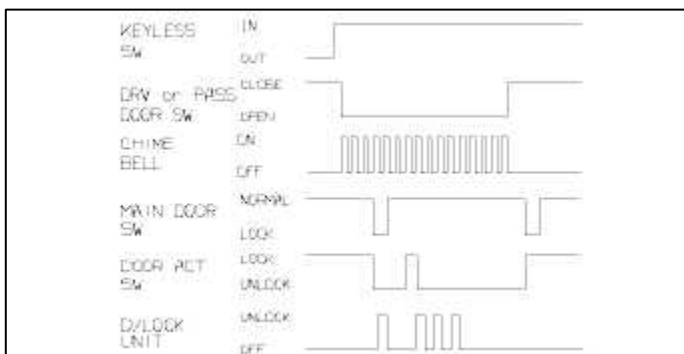 KEYLESS SW IN
OUT
DRV or PASS DOOR SW CLOSE
OPEN
CHIME BELL ON
OFF
MAIN DOOR SW NORMAL
LOCK
DOOR ACT SW LOCK
UNLOCK
D/LOCK UNIT UNLOCK
OFF